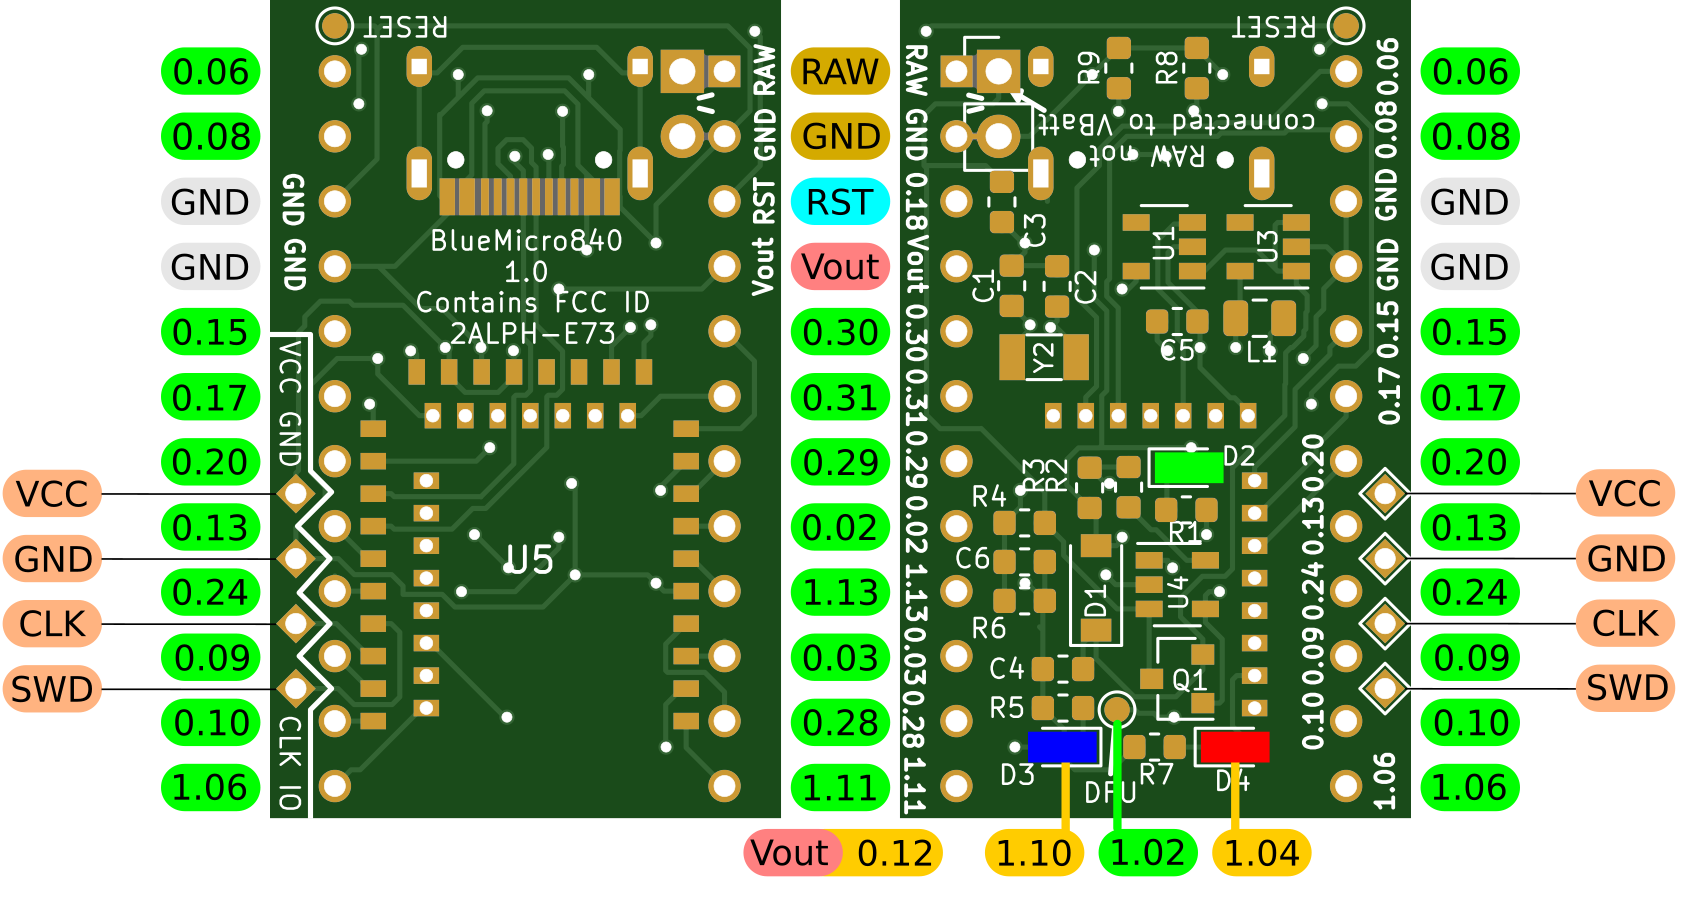 RESET
RESET
0.06
RAW
0.06
0.08
GND
0.08
GND
RST
GND
GND
Vout
GND
0.15
0.30
0.15
0.17
0.31
0.17
0.20
0.29
0.20
VCC
VCC
0.13
0.02
0.13
GND
GND
0.24
1.13
0.24
CLK
CLK
0.09
0.03
0.09
SWD
SWD
0.10
0.28
0.10
1.06
1.11
1.06
Vout 0.12
1.10
1.02
1.04
GND GND
VCC GND
CLK IO
BlueMicro840
1.0
Contains FCC ID
2ALPH-E73
U5
Vout RST GND RAW
RAW GND 0.18 Vout 0.30 0.31 0.29 0.02 1.13 0.03 0.28 1.11
R9
R8
RAW not
connected to VBatt
C3
U1
U3
C1
C2
Y2
C5
L1
R3
R2
D2
R4
R1
C6
D1
U4
R6
C4
Q1
R5
D3
DFU
R7
D4
0.17 0.15 GND GND 0.08 0.06
0.10 0.09 0.24 0.13 0.20
1.06